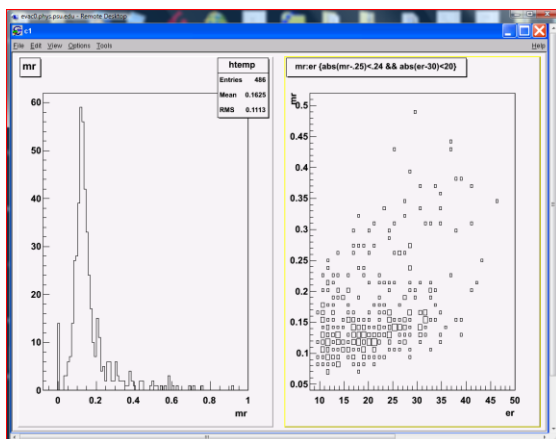 evac0.phys.psu.edu - Remote Desktop
c1
File Edit View Options Tools Help
mr
htemp
Entries 486
Mean 0.1625
RMS 0.1113
60
50
40
30
20
10
0
0 0.2 0.4 0.6 0.8 1
mr
mr:er {abs(mr-.25)<.24 && abs(er-30)<20}
mr
0.5
0.45
0.4
0.35
0.3
0.25
0.2
0.15
0.1
0.05
10 15 20 25 30 35 40 45 50
er